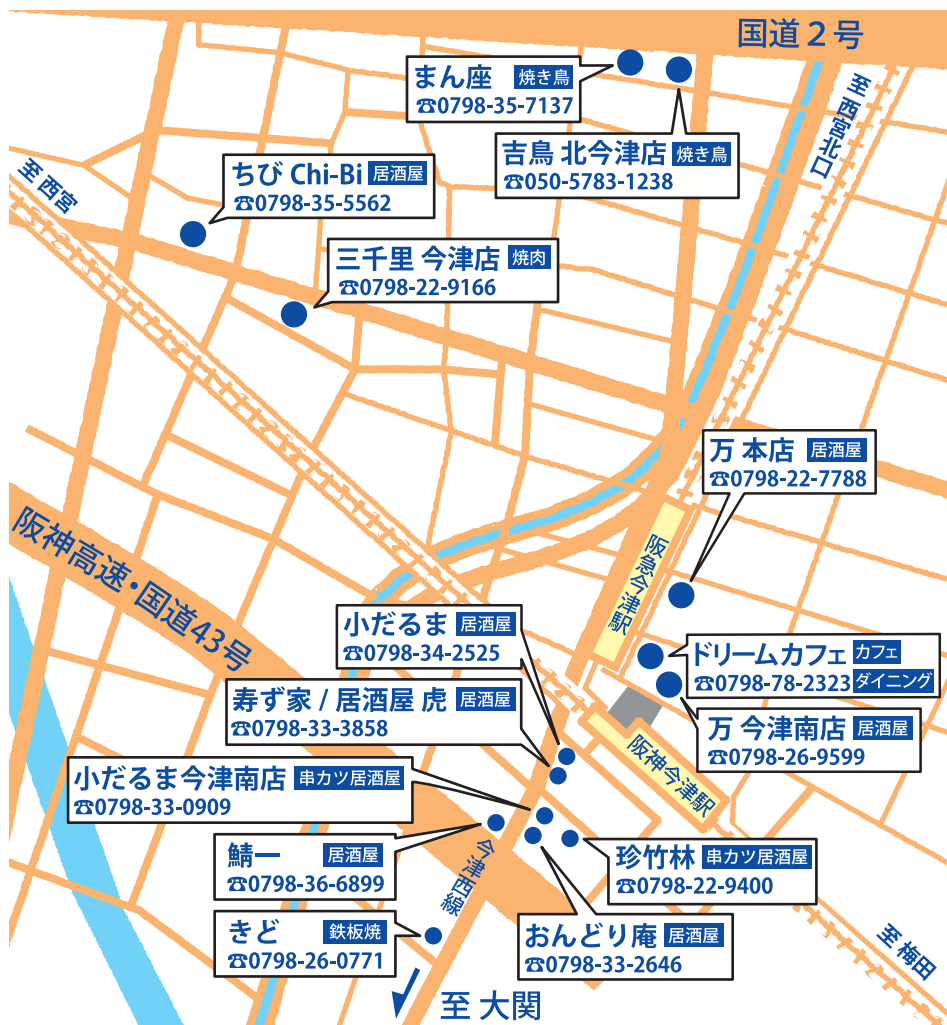 国道２号
まん座 焼き鳥
☎0798-35-7137
吉鳥 北今津店 焼き鳥
☎050-5783-1238
至 西宮北口
ちび Chi-Bi 居酒屋
☎0798-35-5562
至 西宮
三千里 今津店 焼肉
☎0798-22-9166
万 本店 居酒屋
☎0798-22-7788
阪神高速・国道43号
阪急今津駅
小だるま 居酒屋
☎0798-34-2525
ドリームカフェ カフェ
☎0798-78-2323 ダイニング
寿ず家 / 居酒屋 虎 居酒屋
☎0798-33-3858
万 今津南店 居酒屋
☎0798-26-9599
阪神今津駅
小だるま今津南店 串カツ居酒屋
☎0798-33-0909
鯖一 居酒屋
☎0798-36-6899
今津西線
珍竹林 串カツ居酒屋
☎0798-22-9400
きど 鉄板焼
☎0798-26-0771
おんどり庵 居酒屋
☎0798-33-2646
至 梅田
至 大関